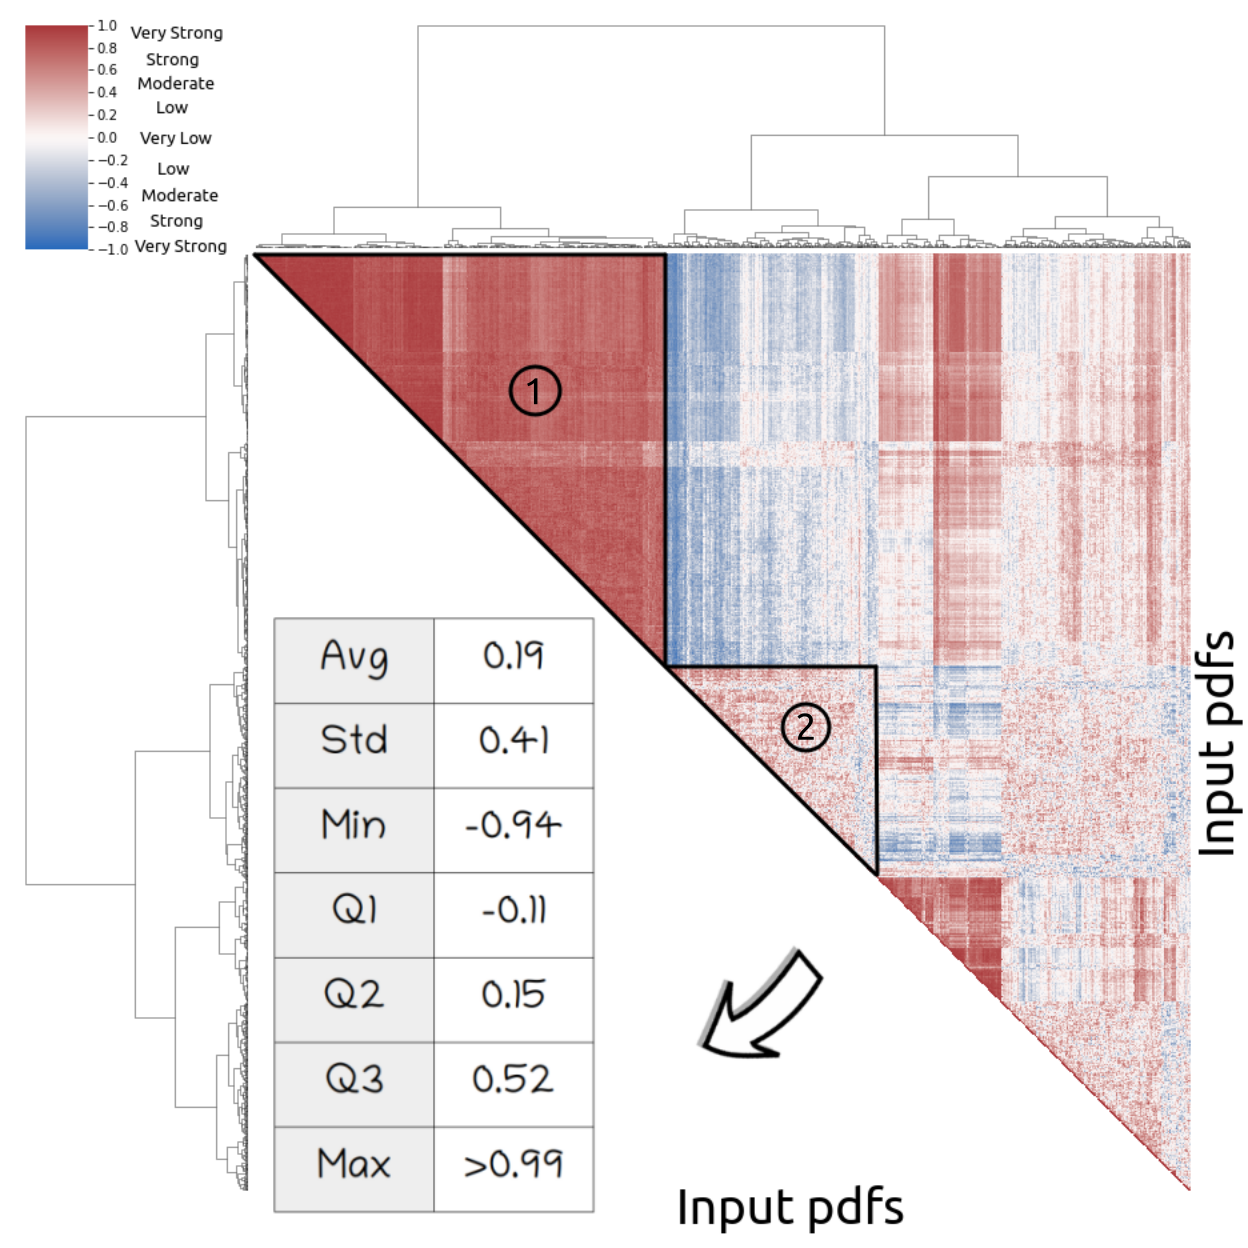 1.0 Very Strong
0.8
Strong
0.6
Moderate
0.4
Low
0.2
0.0 Very Low
−0.2
Low
−0.4
Moderate
−0.6
Strong
−0.8
−1.0 Very Strong
1
2
Avg 0.19
Std 0.41
Min -0.94
Q1 -0.11
Q2 0.15
Q3 0.52
Max >0.99
Input pdfs
Input pdfs